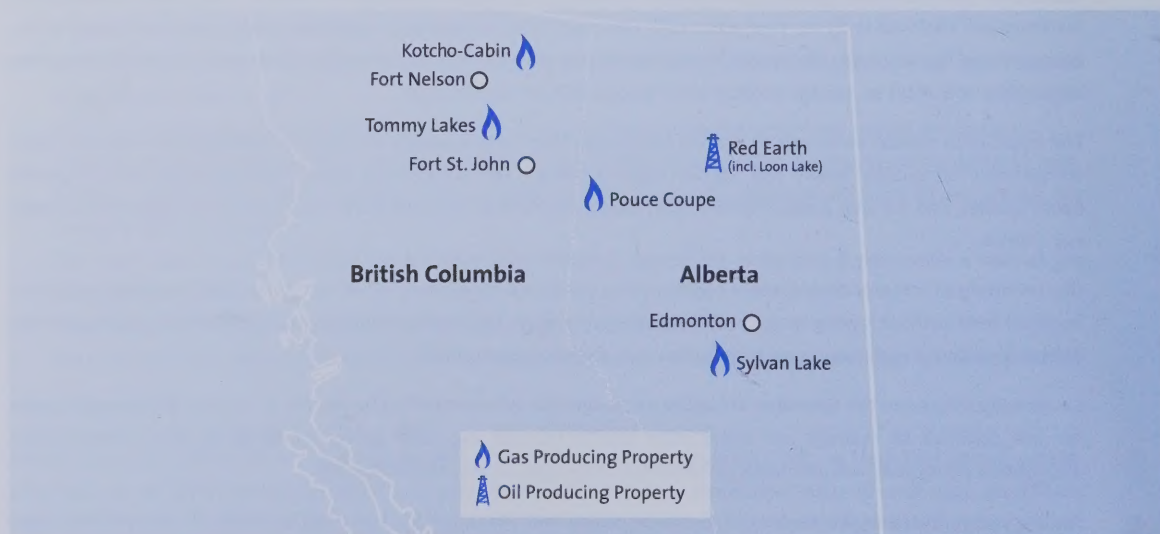 Kotcho-Cabin
Fort Nelson
Tommy Lakes
Fort St. John
Red Earth
(incl. Loon Lake)
Pouce Coupe
British Columbia
Alberta
Edmonton
Sylvan Lake
Gas Producing Property
Oil Producing Property